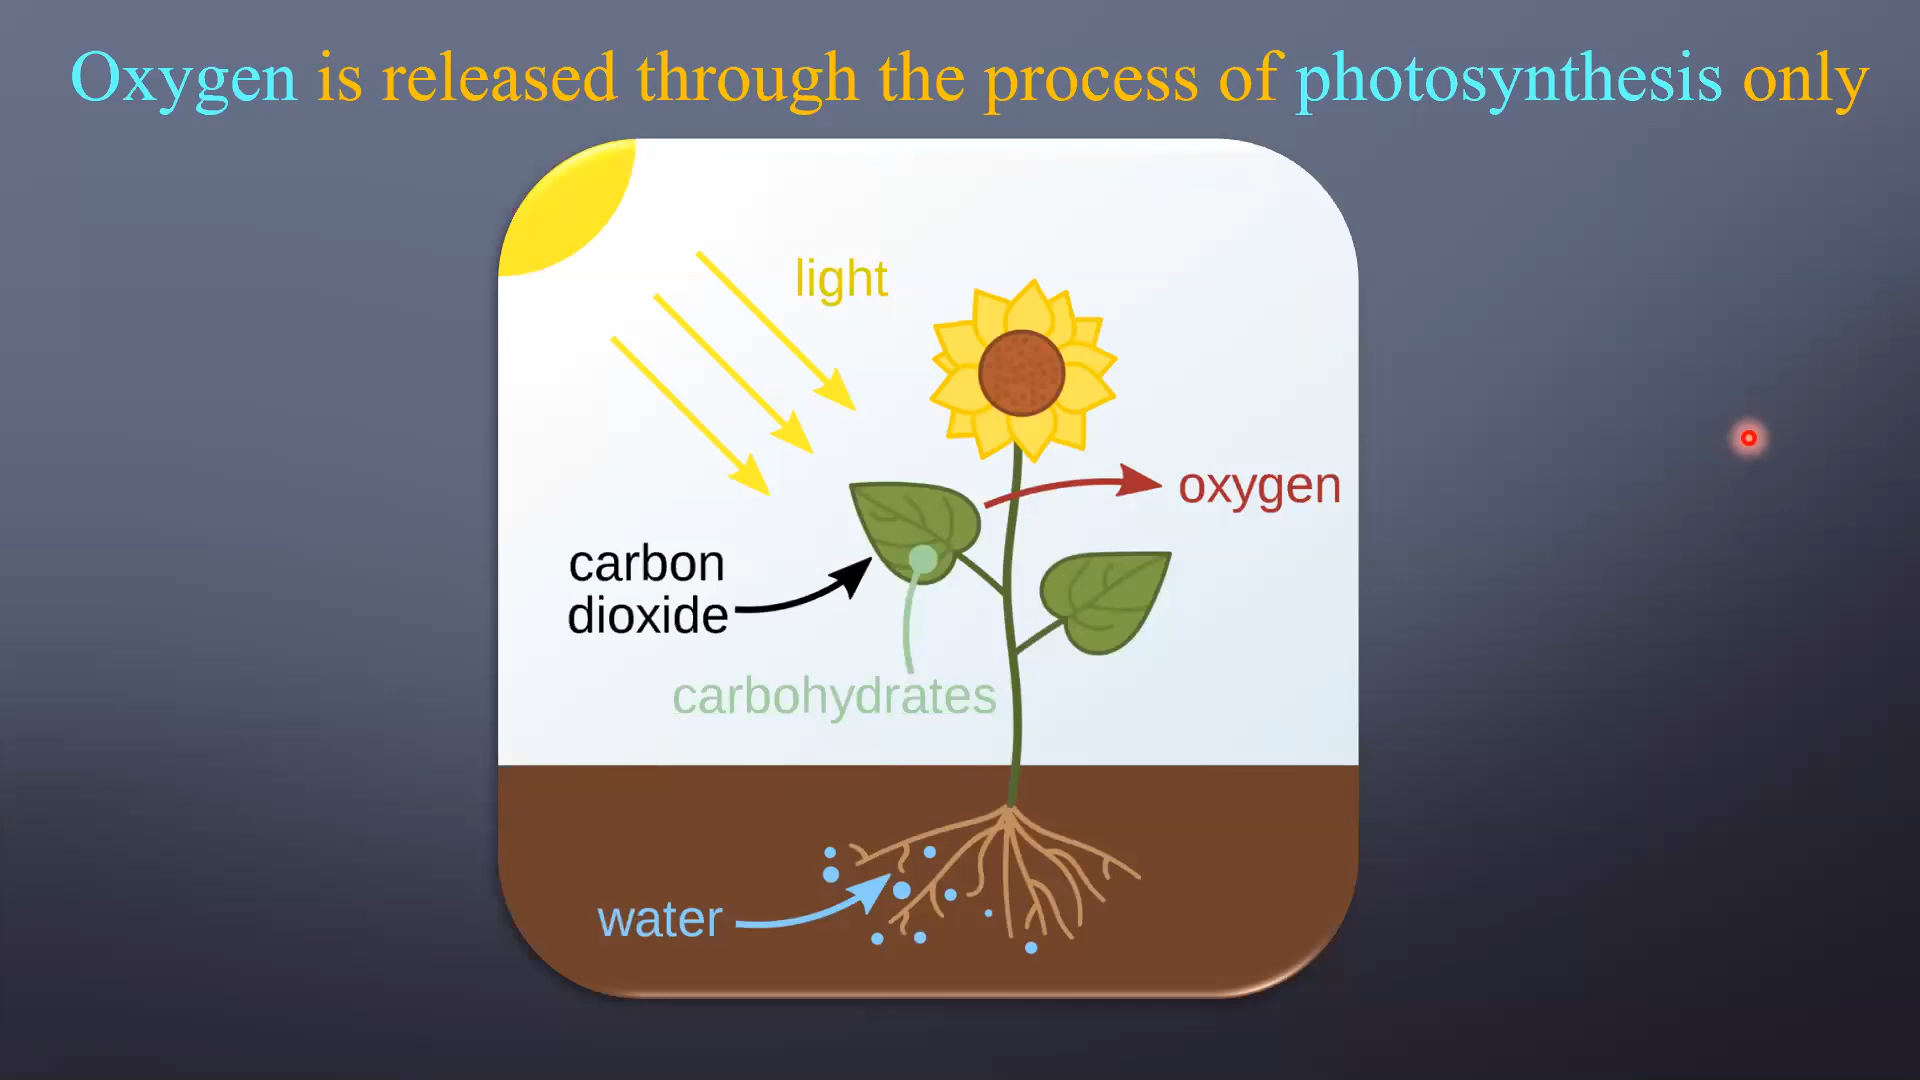 Oxygen is released through the process of photosynthesis only
light
oxygen
carbon
dioxide
carbohydrates
water